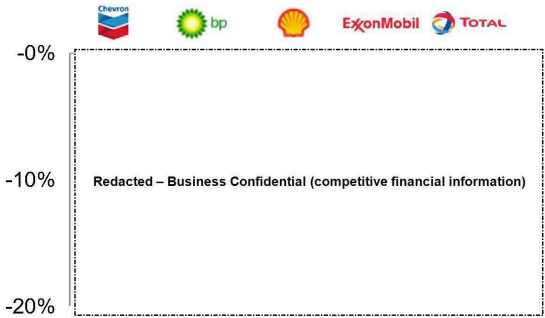 Chevron
bp
ExxonMobil
TOTAL
-0%
-10%
Redacted – Business Confidential (competitive financial information)
-20%